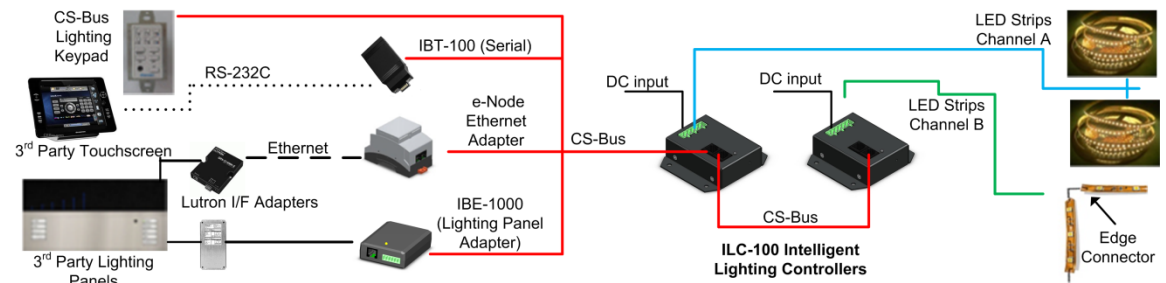 CS-Bus
Lighting
Keypad
IBT-100 (Serial)
RS-232C
3rd Party Touchscreen
e-Node
Ethernet
Adapter
Ethernet
Lutron I/F Adapters
IBE-1000
(Lighting Panel
Adapter)
3rd Party Lighting
Panels
CS-Bus
DC input
DC input
CS-Bus
ILC-100 Intelligent
Lighting Controllers
LED Strips
Channel A
LED Strips
Channel B
Edge
Connector